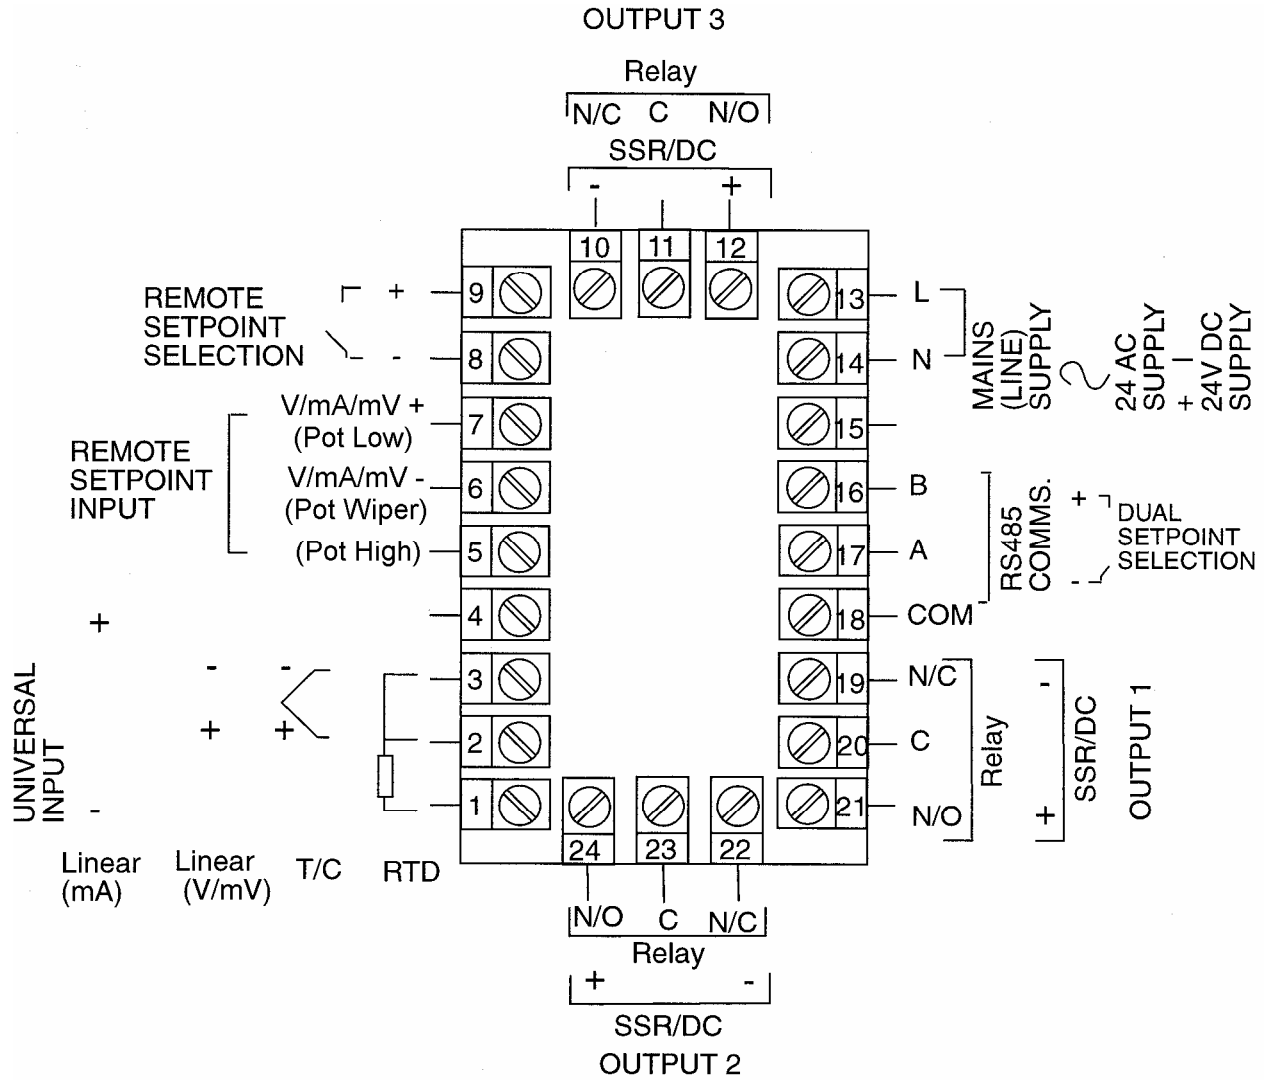 OUTPUT 3
Relay
N/C C N/O
SSR/DC
- +
10 11 12
REMOTE
SETPOINT
SELECTION
+
-
9
8
V/mA/mV +
(Pot Low)
7
REMOTE
SETPOINT
INPUT
V/mA/mV -
(Pot Wiper)
6
(Pot High)
5
4
3
2
1
+
- -
+ +
-
UNIVERSAL
INPUT
Linear
(mA)
Linear
(V/mV)
T/C
RTD
13 L
14 N
15
16 B
17 A
18 COM
19 N/C
20 C
21 N/O
MAINS
(LINE)
SUPPLY
24 AC
SUPPLY
+ –
24V DC
SUPPLY
RS485
COMMS.
+
-
DUAL
SETPOINT
SELECTION
Relay
-
+
SSR/DC
OUTPUT 1
24 23 22
N/O C N/C
Relay
+ -
SSR/DC
OUTPUT 2